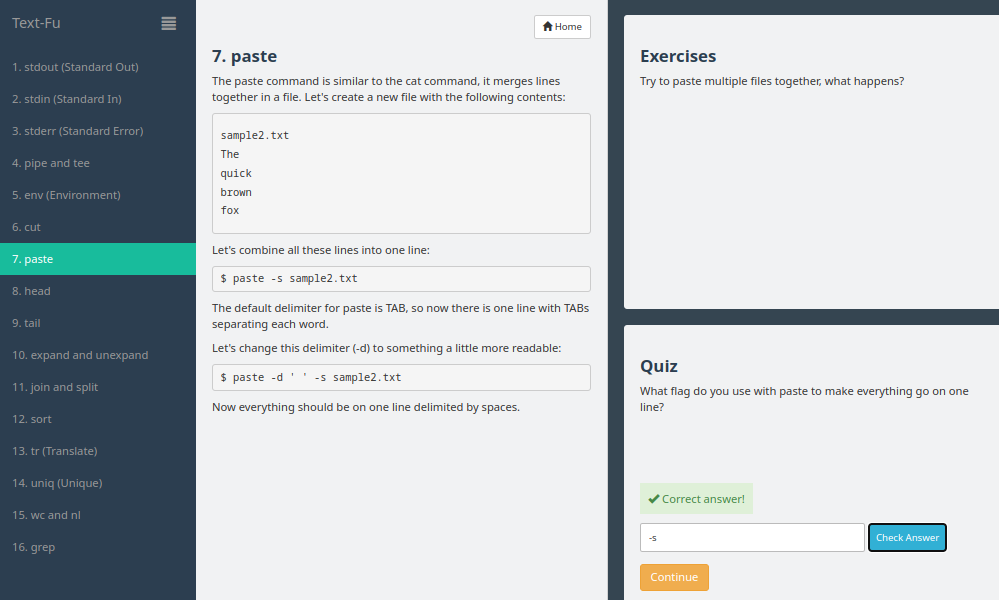 Text-Fu
1. stdout (Standard Out)
2. stdin (Standard In)
3. stderr (Standard Error)
4. pipe and tee
5. env (Environment)
6. cut
7. paste
8. head
9. tail
10. expand and unexpand
11. join and split
12. sort
13. tr (Translate)
14. uniq (Unique)
15. wc and nl
16. grep
Home
7. paste
The paste command is similar to the cat command, it merges lines
together in a file. Let's create a new file with the following contents:
sample2.txt
The
quick
brown
fox
Let's combine all these lines into one line:
$ paste -s sample2.txt
The default delimiter for paste is TAB, so now there is one line with TABs
separating each word.
Let's change this delimiter (-d) to something a little more readable:
$ paste -d ' ' -s sample2.txt
Now everything should be on one line delimited by spaces.
Exercises
Try to paste multiple files together, what happens?
Quiz
What flag do you use with paste to make everything go on one
line?
Correct answer!
-s
Check Answer
Continue